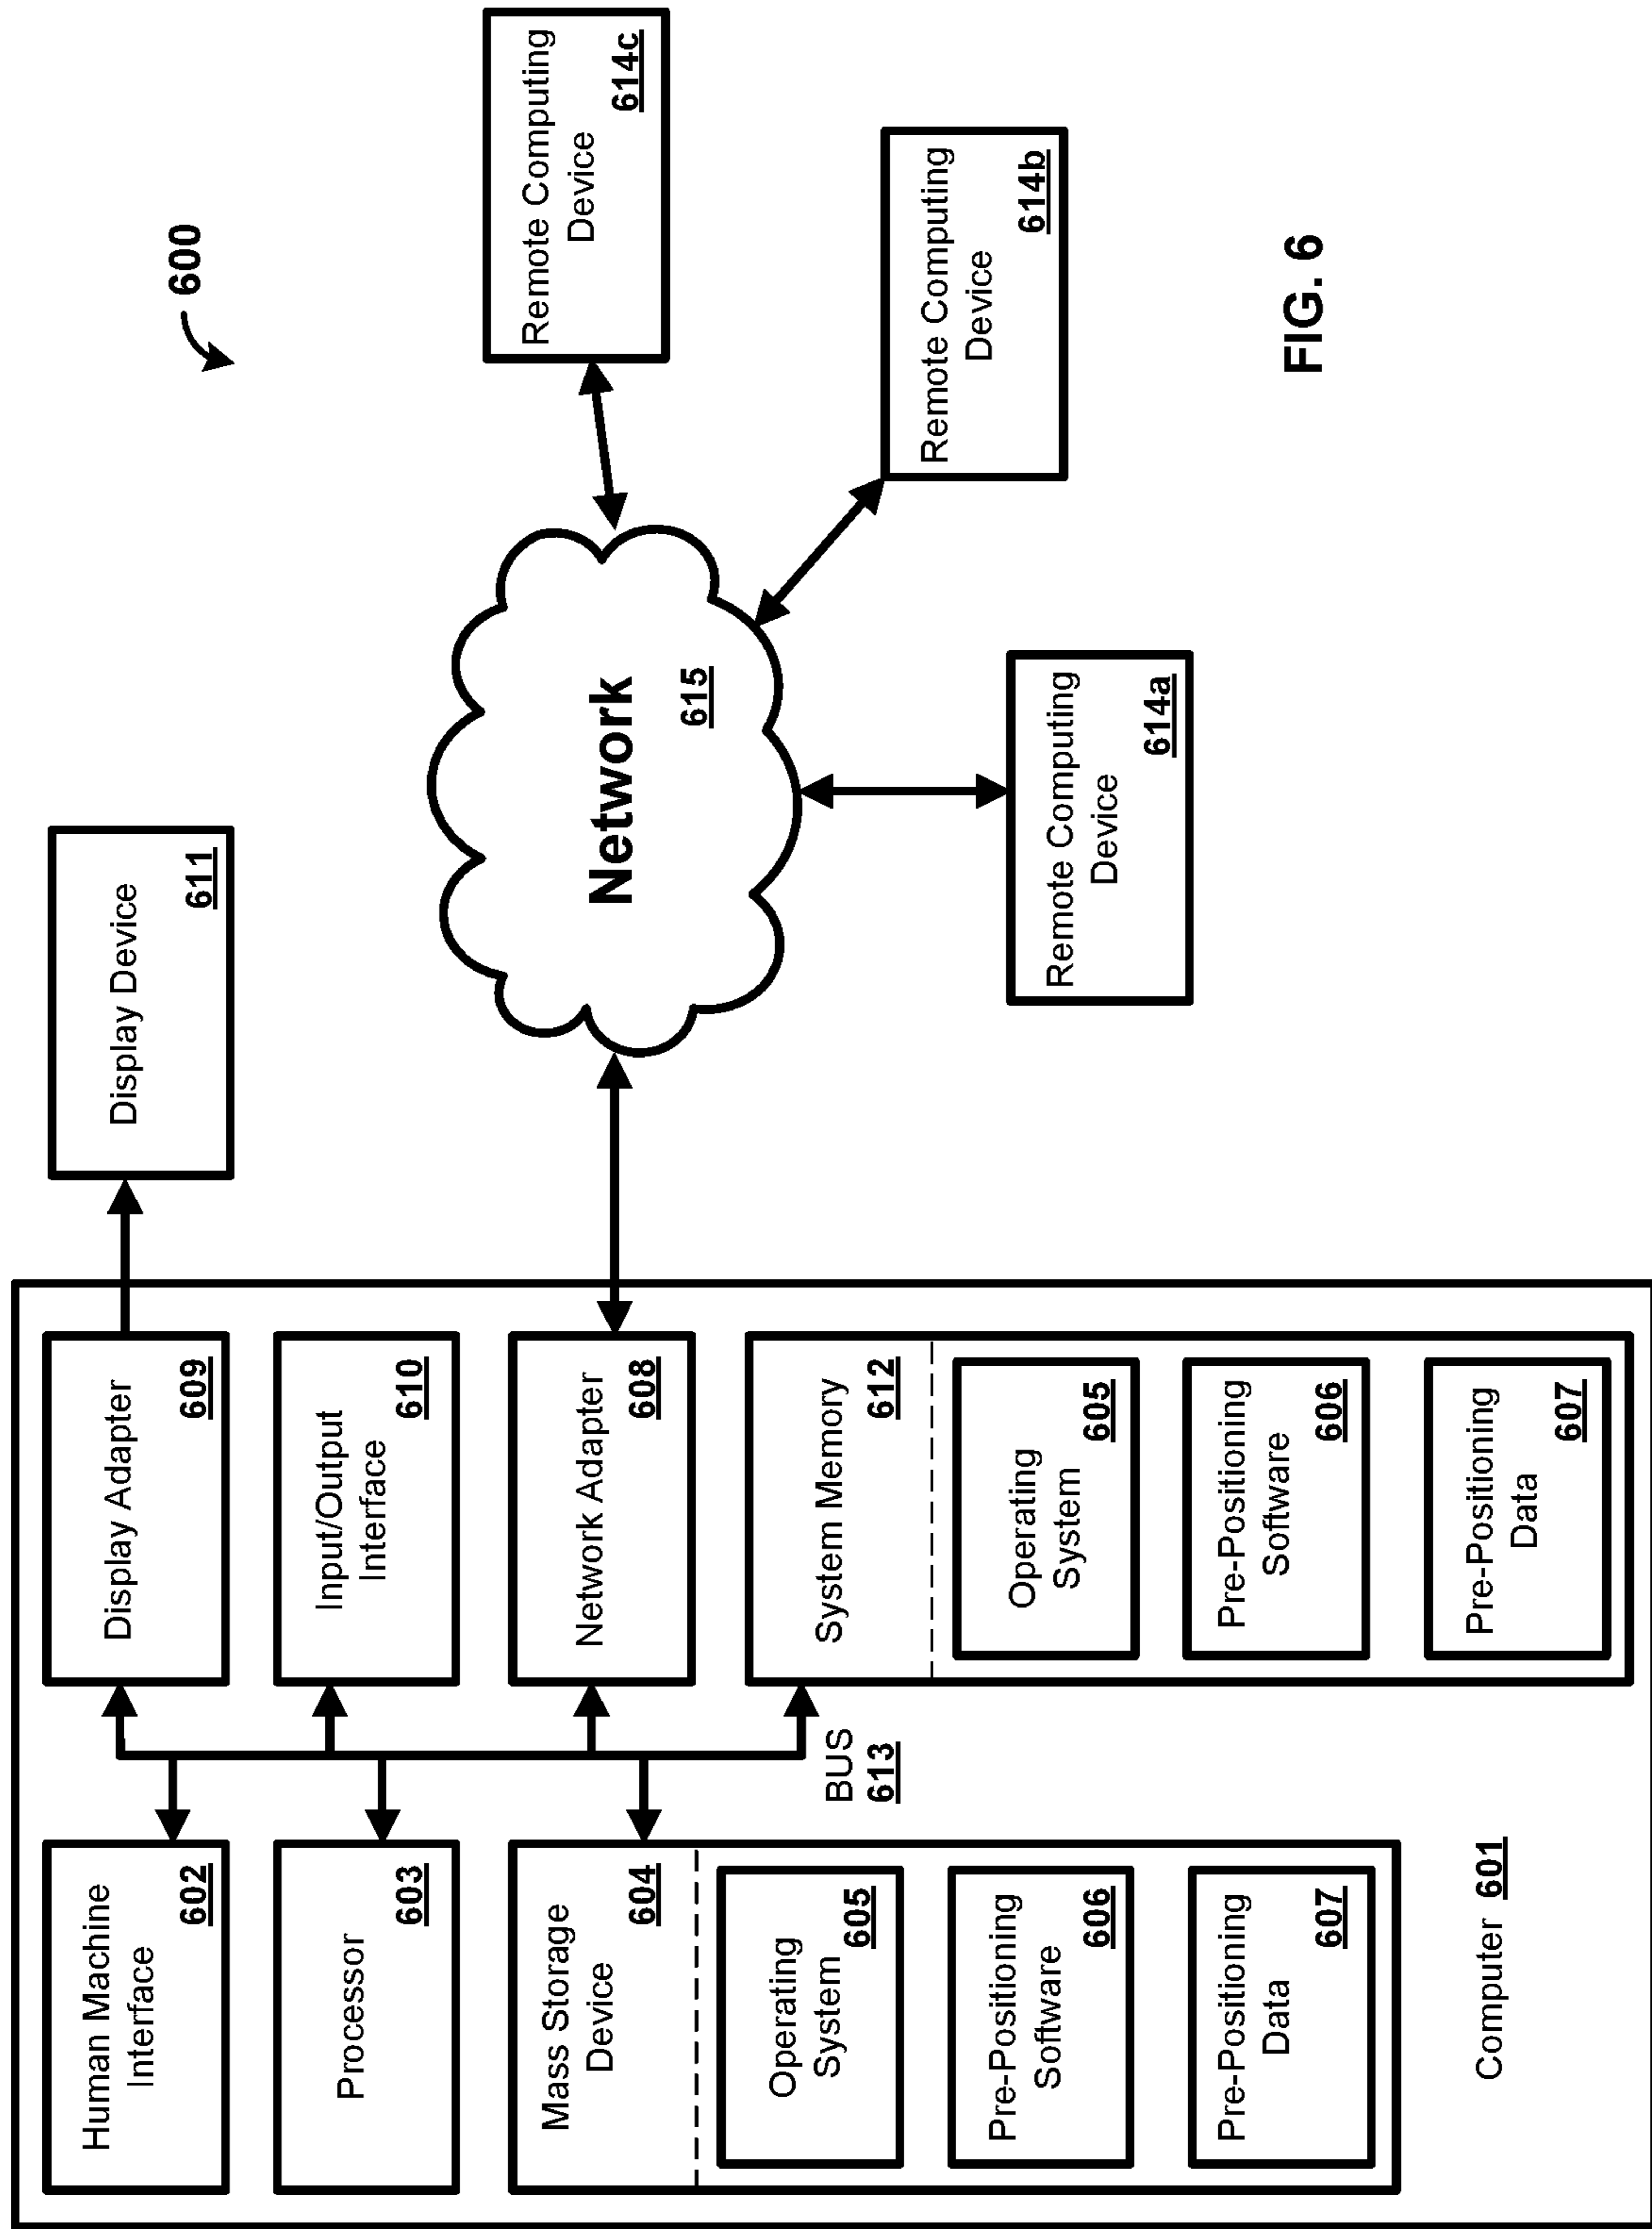 600
Human Machine
Interface
602
Processor
603
Mass Storage
Device
604
Operating
System
605
Pre-Positioning
Software
606
Pre-Positioning
Data
607
Computer 601
BUS
613
Display Adapter
609
Input/Output
Interface
610
Network Adapter
608
System Memory
612
Operating
System
605
Pre-Positioning
Software
606
Pre-Positioning
Data
607
Display Device
611
Network
615
Remote Computing
Device
614a
Remote Computing
Device
614b
Remote Computing
Device
614c
FIG. 6